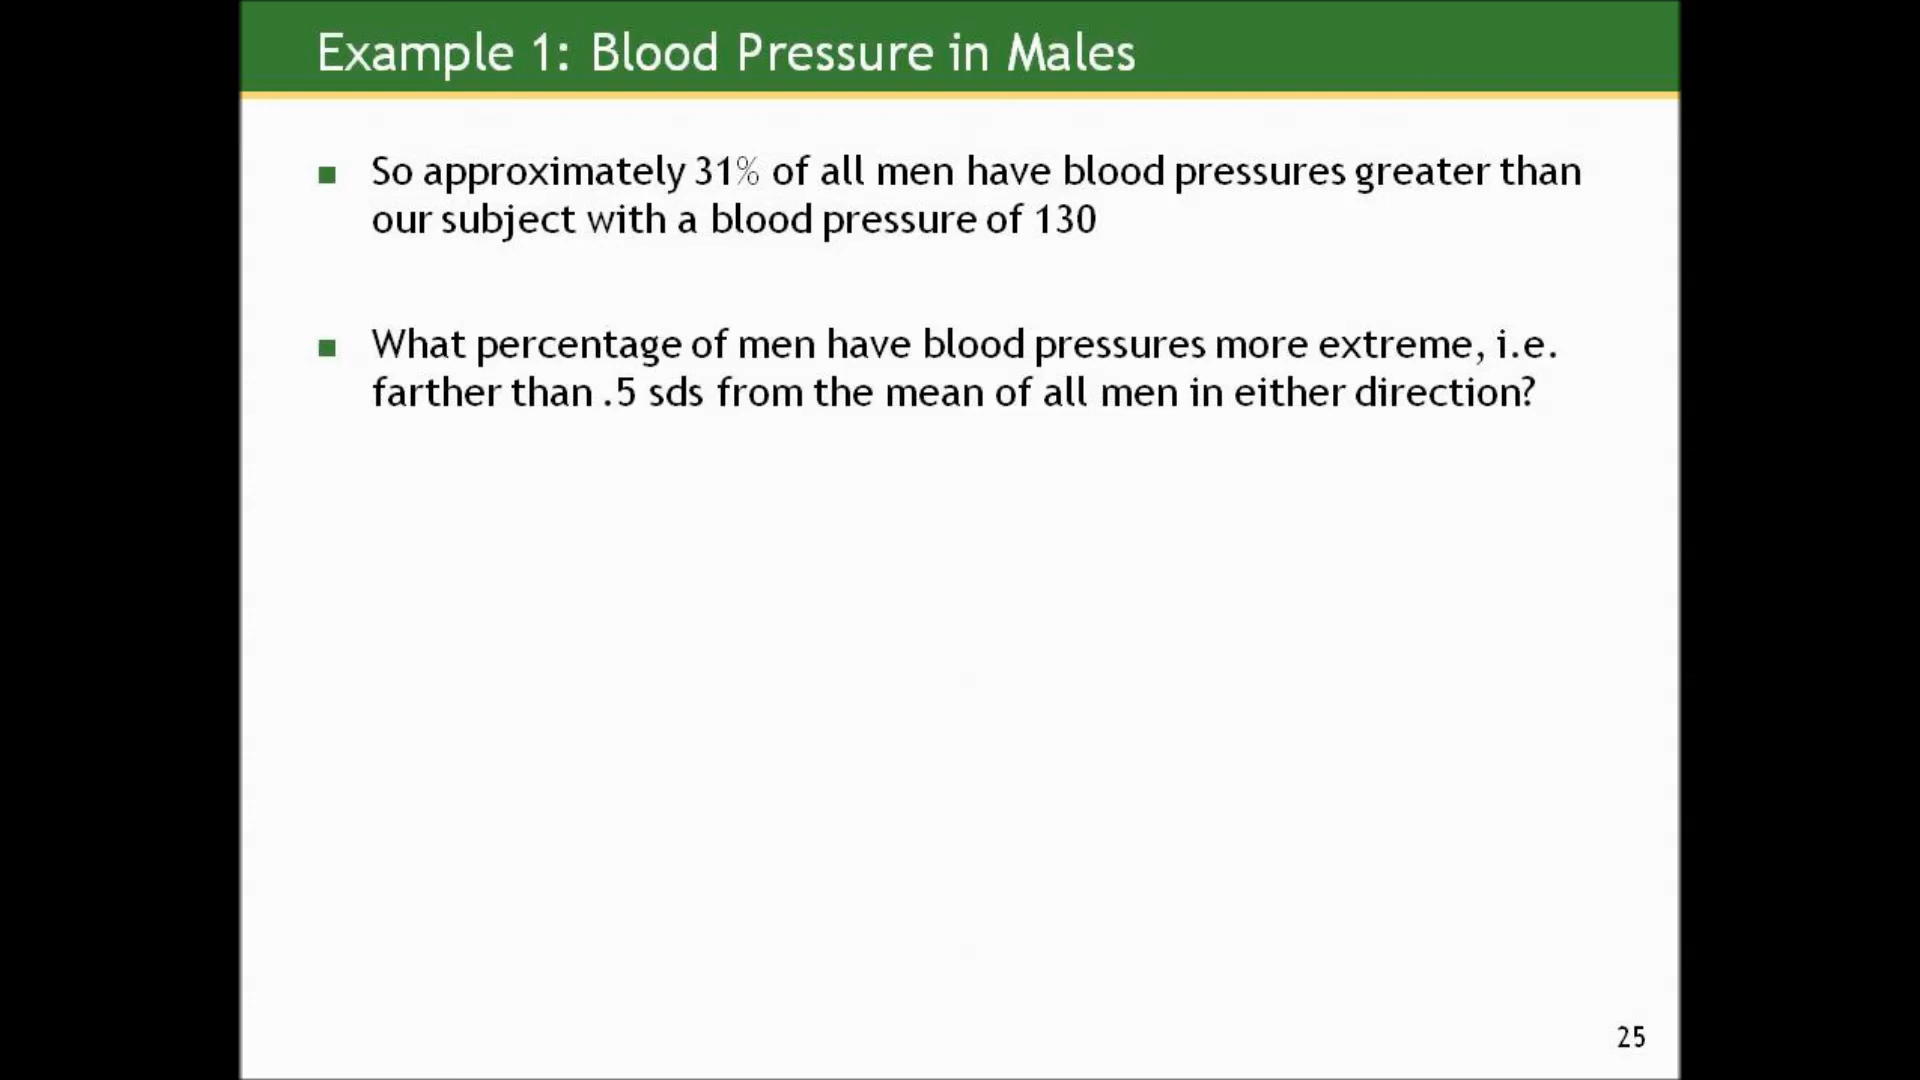 Example 1: Blood Pressure in Males
So approximately 31% of all men have blood pressures greater than
our subject with a blood pressure of 130
What percentage of men have blood pressures more extreme, i.e.
farther than .5 sds from the mean of all men in either direction?
25